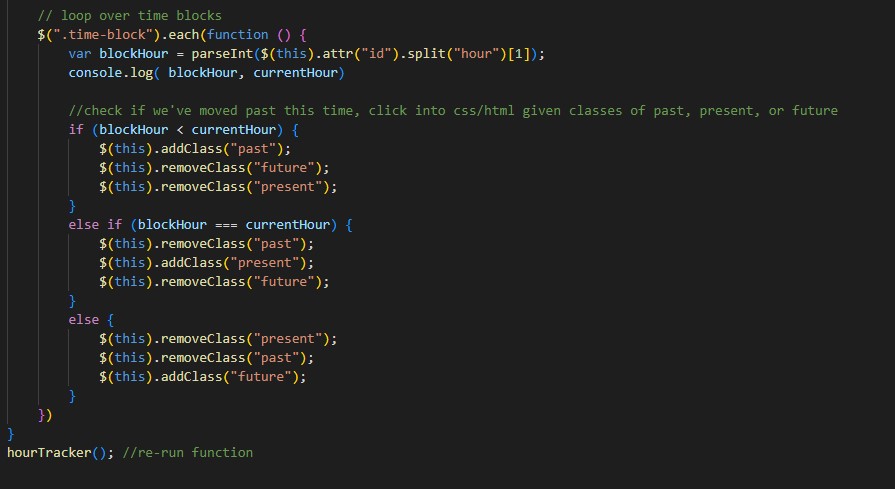 // loop over time blocks
$(".time-block").each(function () {
var blockHour = parseInt($(this).attr("id").split("hour")[1]);
console.log( blockHour, currentHour)
//check if we've moved past this time, click into css/html given classes of past, present, or future
if (blockHour < currentHour) {
$(this).addClass("past");
$(this).removeClass("future");
$(this).removeClass("present");
}
else if (blockHour === currentHour) {
$(this).removeClass("past");
$(this).addClass("present");
$(this).removeClass("future");
}
else {
$(this).removeClass("present");
$(this).removeClass("past");
$(this).addClass("future");
}
})
}
hourTracker(); //re-run function